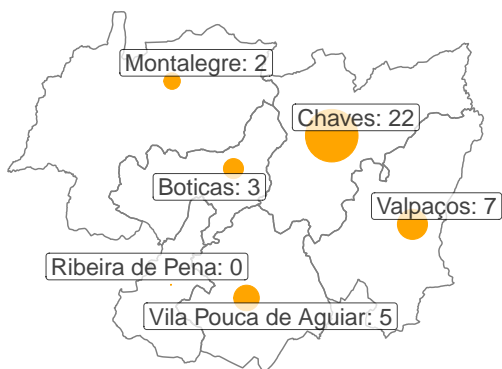 Montalegre: 2
Chaves: 22
Boticas: 3
Valpaços: 7
Ribeira de Pena: 0
Vila Pouca de Aguiar: 5